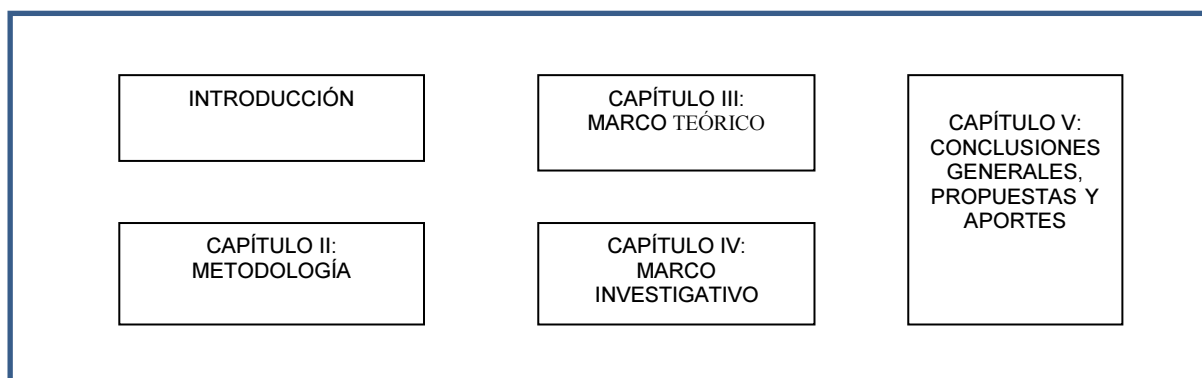 INTRODUCCIÓN
CAPÍTULO II:
METODOLOGÍA
CAPÍTULO III:
MARCO TEÓRICO
CAPÍTULO IV:
MARCO
INVESTIGATIVO
CAPÍTULO V:
CONCLUSIONES
GENERALES,
PROPUESTAS Y
APORTES